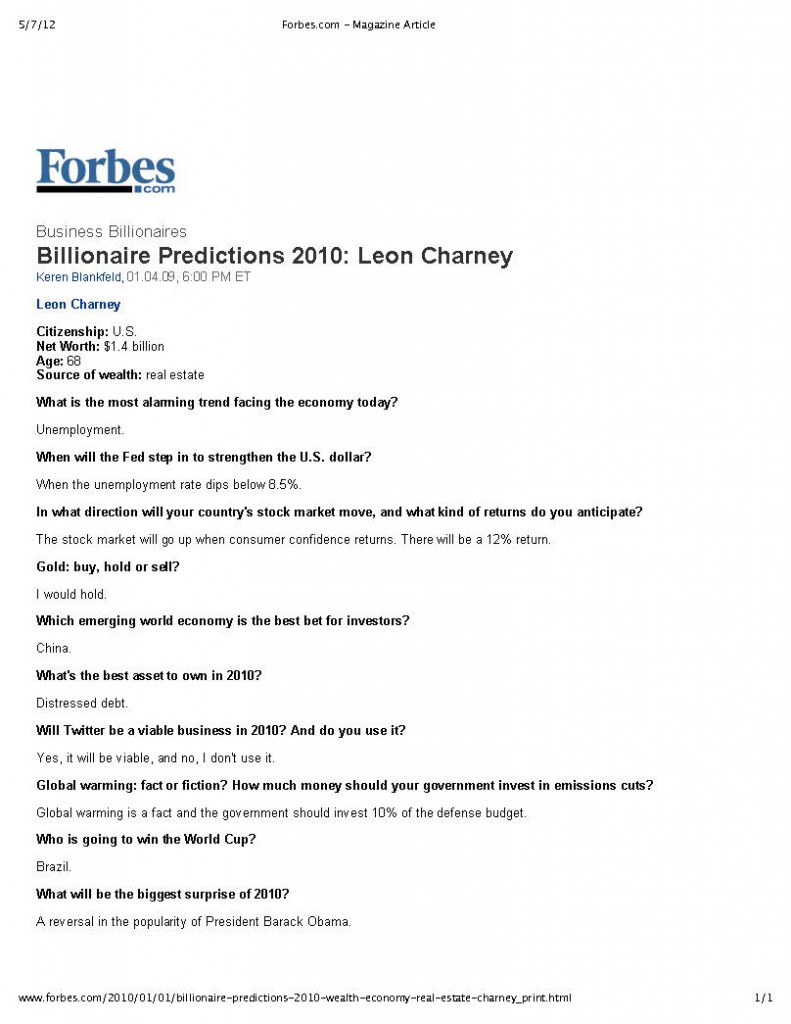 5/7/12 Forbes.com – Magazine Article
Forbes
.com
Business Billionaires
Billionaire Predictions 2010: Leon Charney
Keren Blankfeld, 01.04.09, 6:00 PM ET
Leon Charney
Citizenship: U.S.
Net Worth: $1.4 billion
Age: 68
Source of wealth: real estate
What is the most alarming trend facing the economy today?
Unemployment.
When will the Fed step in to strengthen the U.S. dollar?
When the unemployment rate dips below 8.5%.
In what direction will your country's stock market move, and what kind of returns do you anticipate?
The stock market will go up when consumer confidence returns. There will be a 12% return.
Gold: buy, hold or sell?
I would hold.
Which emerging world economy is the best bet for investors?
China.
What's the best asset to own in 2010?
Distressed debt.
Will Twitter be a viable business in 2010? And do you use it?
Yes, it will be viable, and no, I don't use it.
Global warming: fact or fiction? How much money should your government invest in emissions cuts?
Global warming is a fact and the government should invest 10% of the defense budget.
Who is going to win the World Cup?
Brazil.
What will be the biggest surprise of 2010?
A reversal in the popularity of President Barack Obama.
www.forbes.com/2010/01/01/billionaire-predictions-2010-wealth-economy-real-estate-charney_print.html 1/1